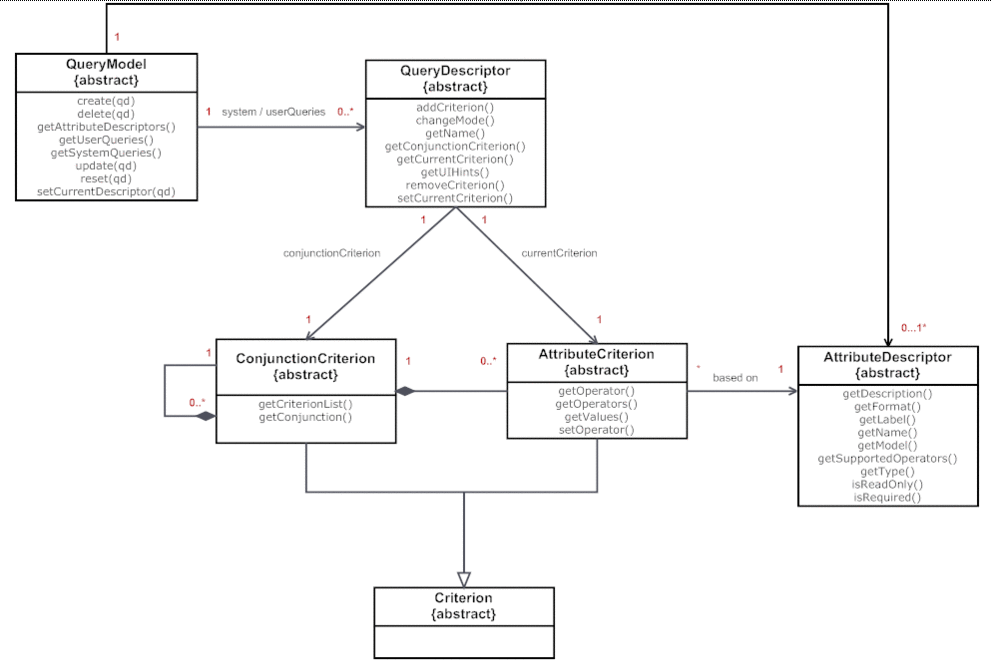 1
QueryModel
{abstract}
create(qd)
delete(qd)
getAttributeDescriptors()
getUserQueries()
getSystemQueries()
update(qd)
reset(qd)
setCurrentDescriptor(qd)
1 system / userQueries 0..*
QueryDescriptor
{abstract}
addCriterion()
changeMode()
getName()
getConjunctionCriterion()
getCurrentCriterion()
getUIHints()
removeCriterion()
setCurrentCriterion()
1 1
conjunctionCriterion currentCriterion
1 1
0...1*
1
0..*
ConjunctionCriterion
{abstract}
getCriterionList()
getConjunction()
1 0..*
AttributeCriterion
{abstract}
getOperator()
getOperators()
getValues()
setOperator()
* based on 1
AttributeDescriptor
{abstract}
getDescription()
getFormat()
getLabel()
getName()
getModel()
getSupportedOperators()
getType()
isReadOnly()
isRequired()
Criterion
{abstract}